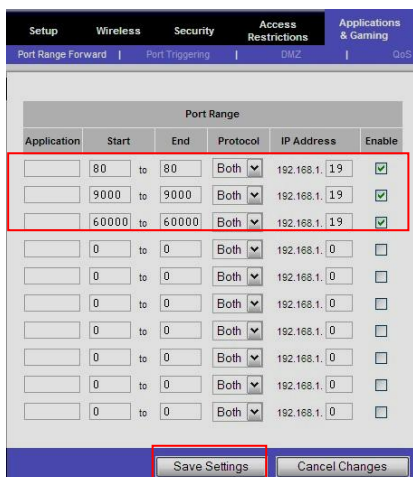 Setup Wireless Security Access Restrictions Applications & Gaming
Port Range Forward | Port Triggering | DMZ | QoS
Port Range
Application Start End Protocol IP Address Enable
80 to 80 Both 192.168.1. 19
9000 to 9000 Both 192.168.1. 19
60000 to 60000 Both 192.168.1. 19
0 to 0 Both 192.168.1. 0
0 to 0 Both 192.168.1. 0
0 to 0 Both 192.168.1. 0
0 to 0 Both 192.168.1. 0
0 to 0 Both 192.168.1. 0
0 to 0 Both 192.168.1. 0
0 to 0 Both 192.168.1. 0
Save Settings Cancel Changes